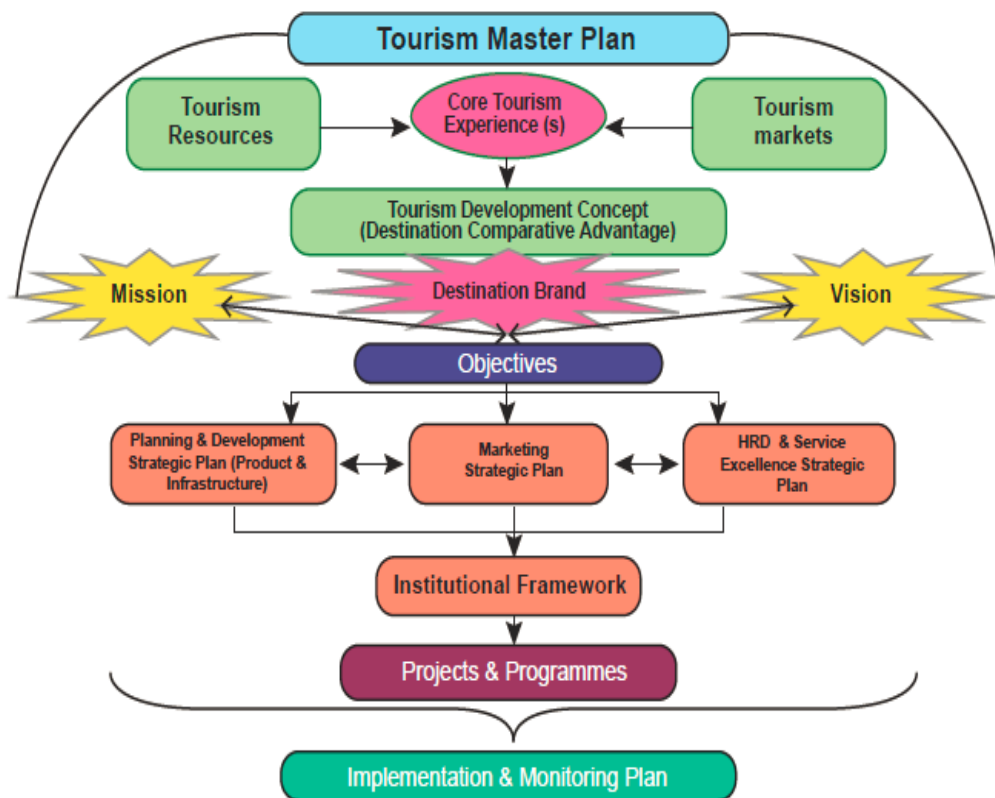 Tourism Master Plan
Tourism
Resources
Core Tourism
Experience (s)
Tourism
markets
Tourism Development Concept
(Destination Comparative Advantage)
Mission
Destination Brand
Vision
Objectives
Planning & Development
Strategic Plan (Product &
Infrastructure)
Marketing
Strategic Plan
HRD & Service
Excellence Strategic
Plan
Institutional Framework
Projects & Programmes
Implementation & Monitoring Plan